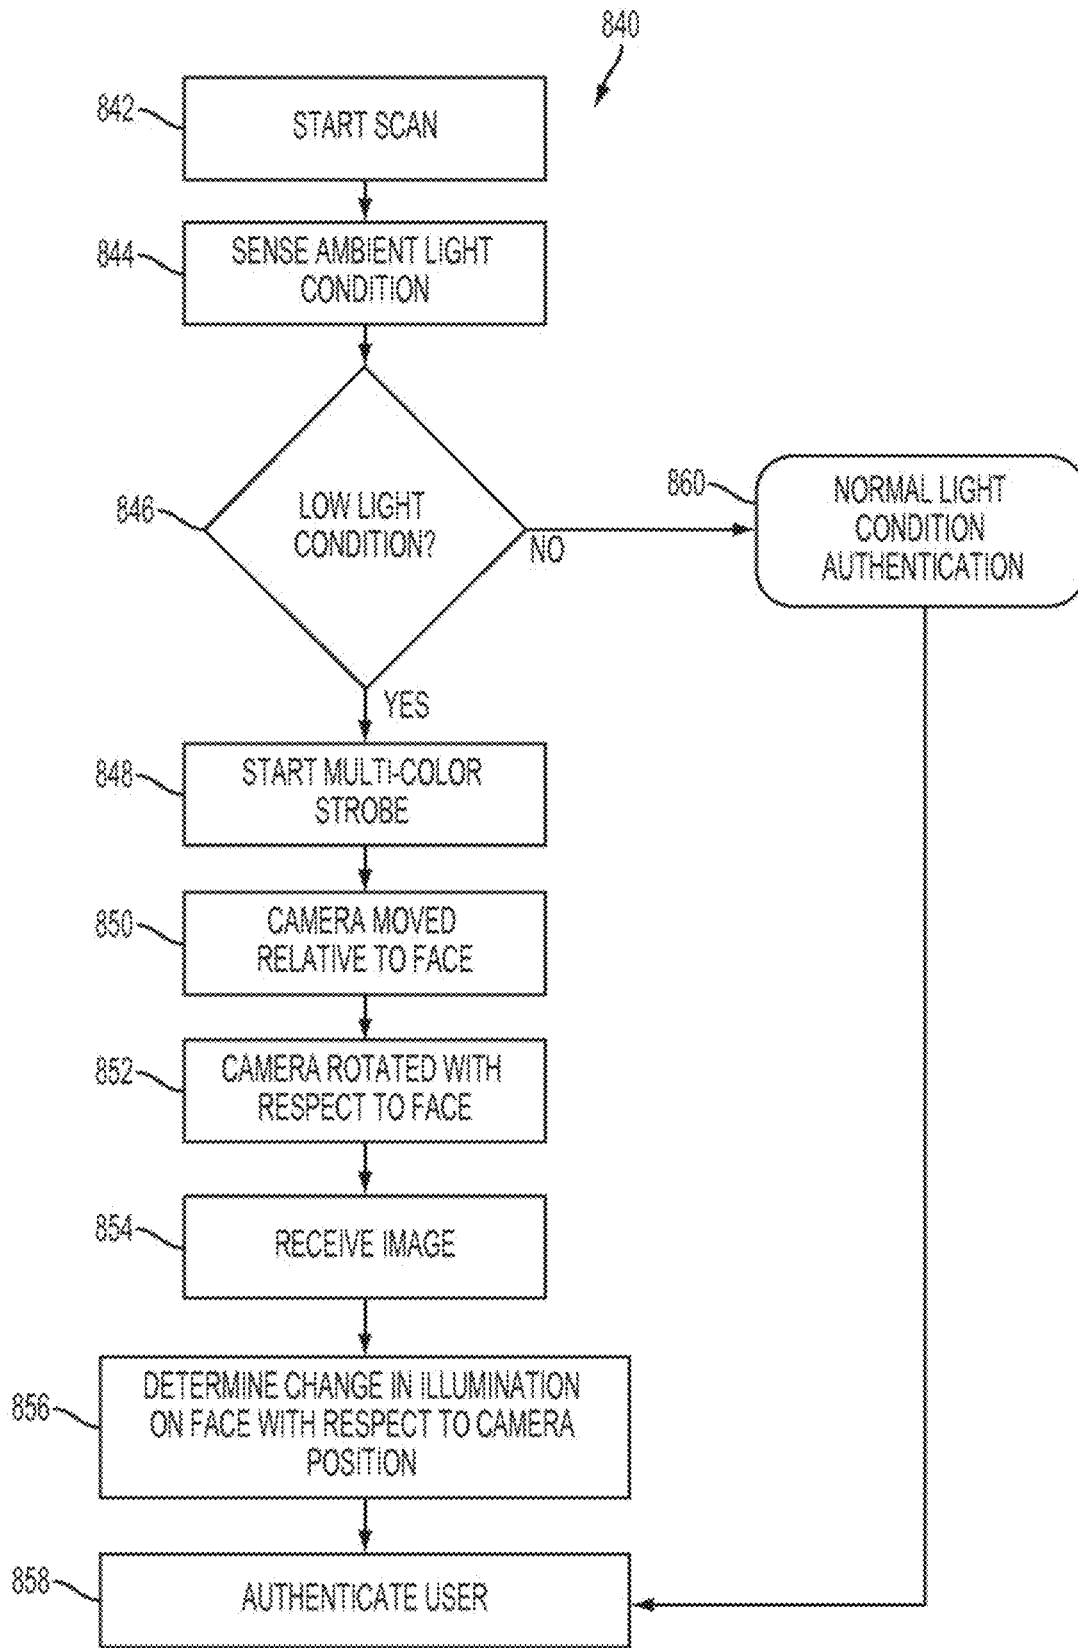 840
842
START SCAN
844
SENSE AMBIENT LIGHT
CONDITION
846
LOW LIGHT
CONDITION?
NO
860
NORMAL LIGHT
CONDITION
AUTHENTICATION
YES
848
START MULTI-COLOR
STROBE
850
CAMERA MOVED
RELATIVE TO FACE
852
CAMERA ROTATED WITH
RESPECT TO FACE
854
RECEIVE IMAGE
856
DETERMINE CHANGE IN ILLUMINATION
ON FACE WITH RESPECT TO CAMERA
POSITION
858
AUTHENTICATE USER